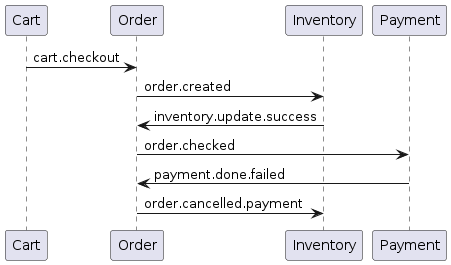 Cart Order Inventory Payment
cart.checkout
order.created
inventory.update.success
order.checked
payment.done.failed
order.cancelled.payment
Cart Order Inventory Payment